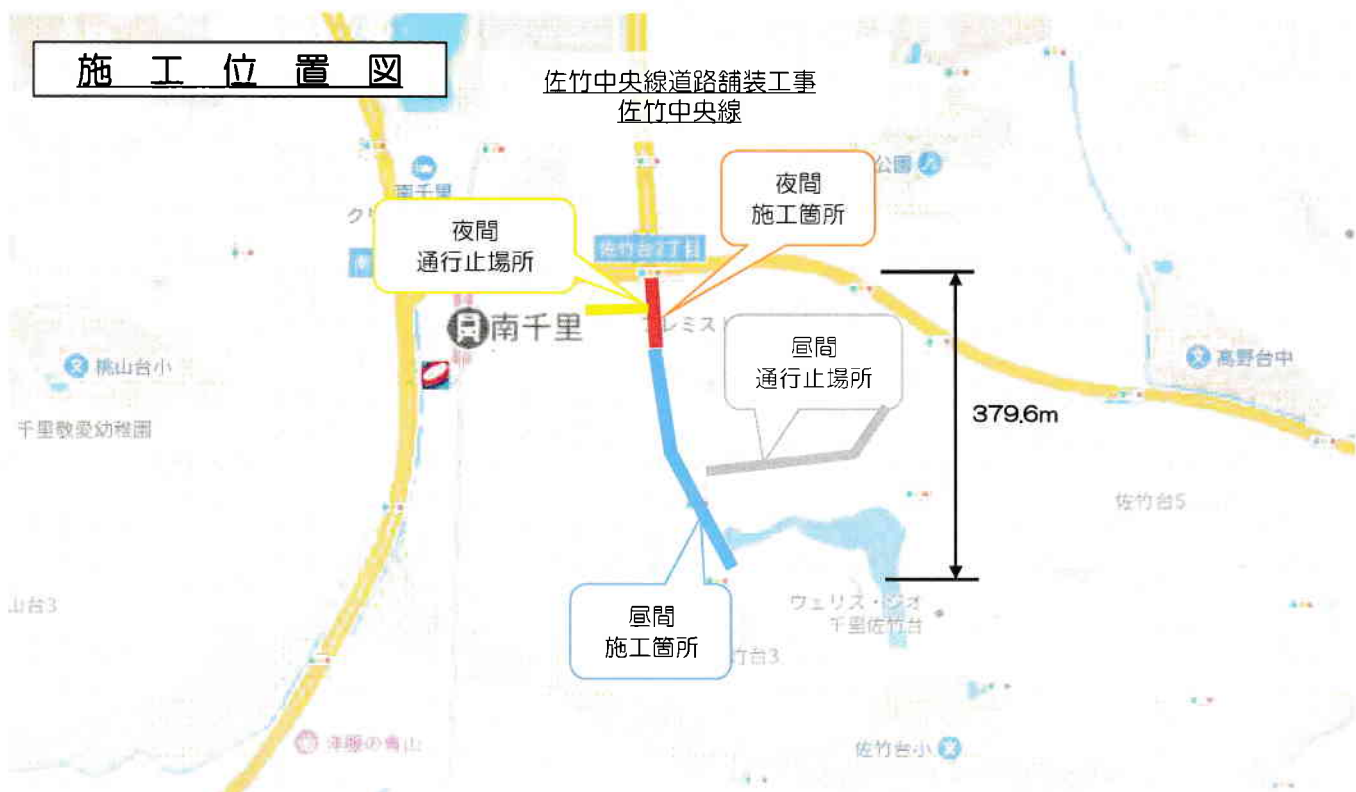 施工位置図
佐竹中央線道路舗装工事
佐竹中央線
夜間
施工箇所
公園
南千里
夜間
通行止場所
佐竹台2丁目
南千里
昼間
通行止場所
桃山台小
高野台中
379.6m
千里敬愛幼稚園
佐竹台5
山台3
昼間
施工箇所
ウェリス・ジオ
千里佐竹台
竹台3
洋服の青山
佐竹台小